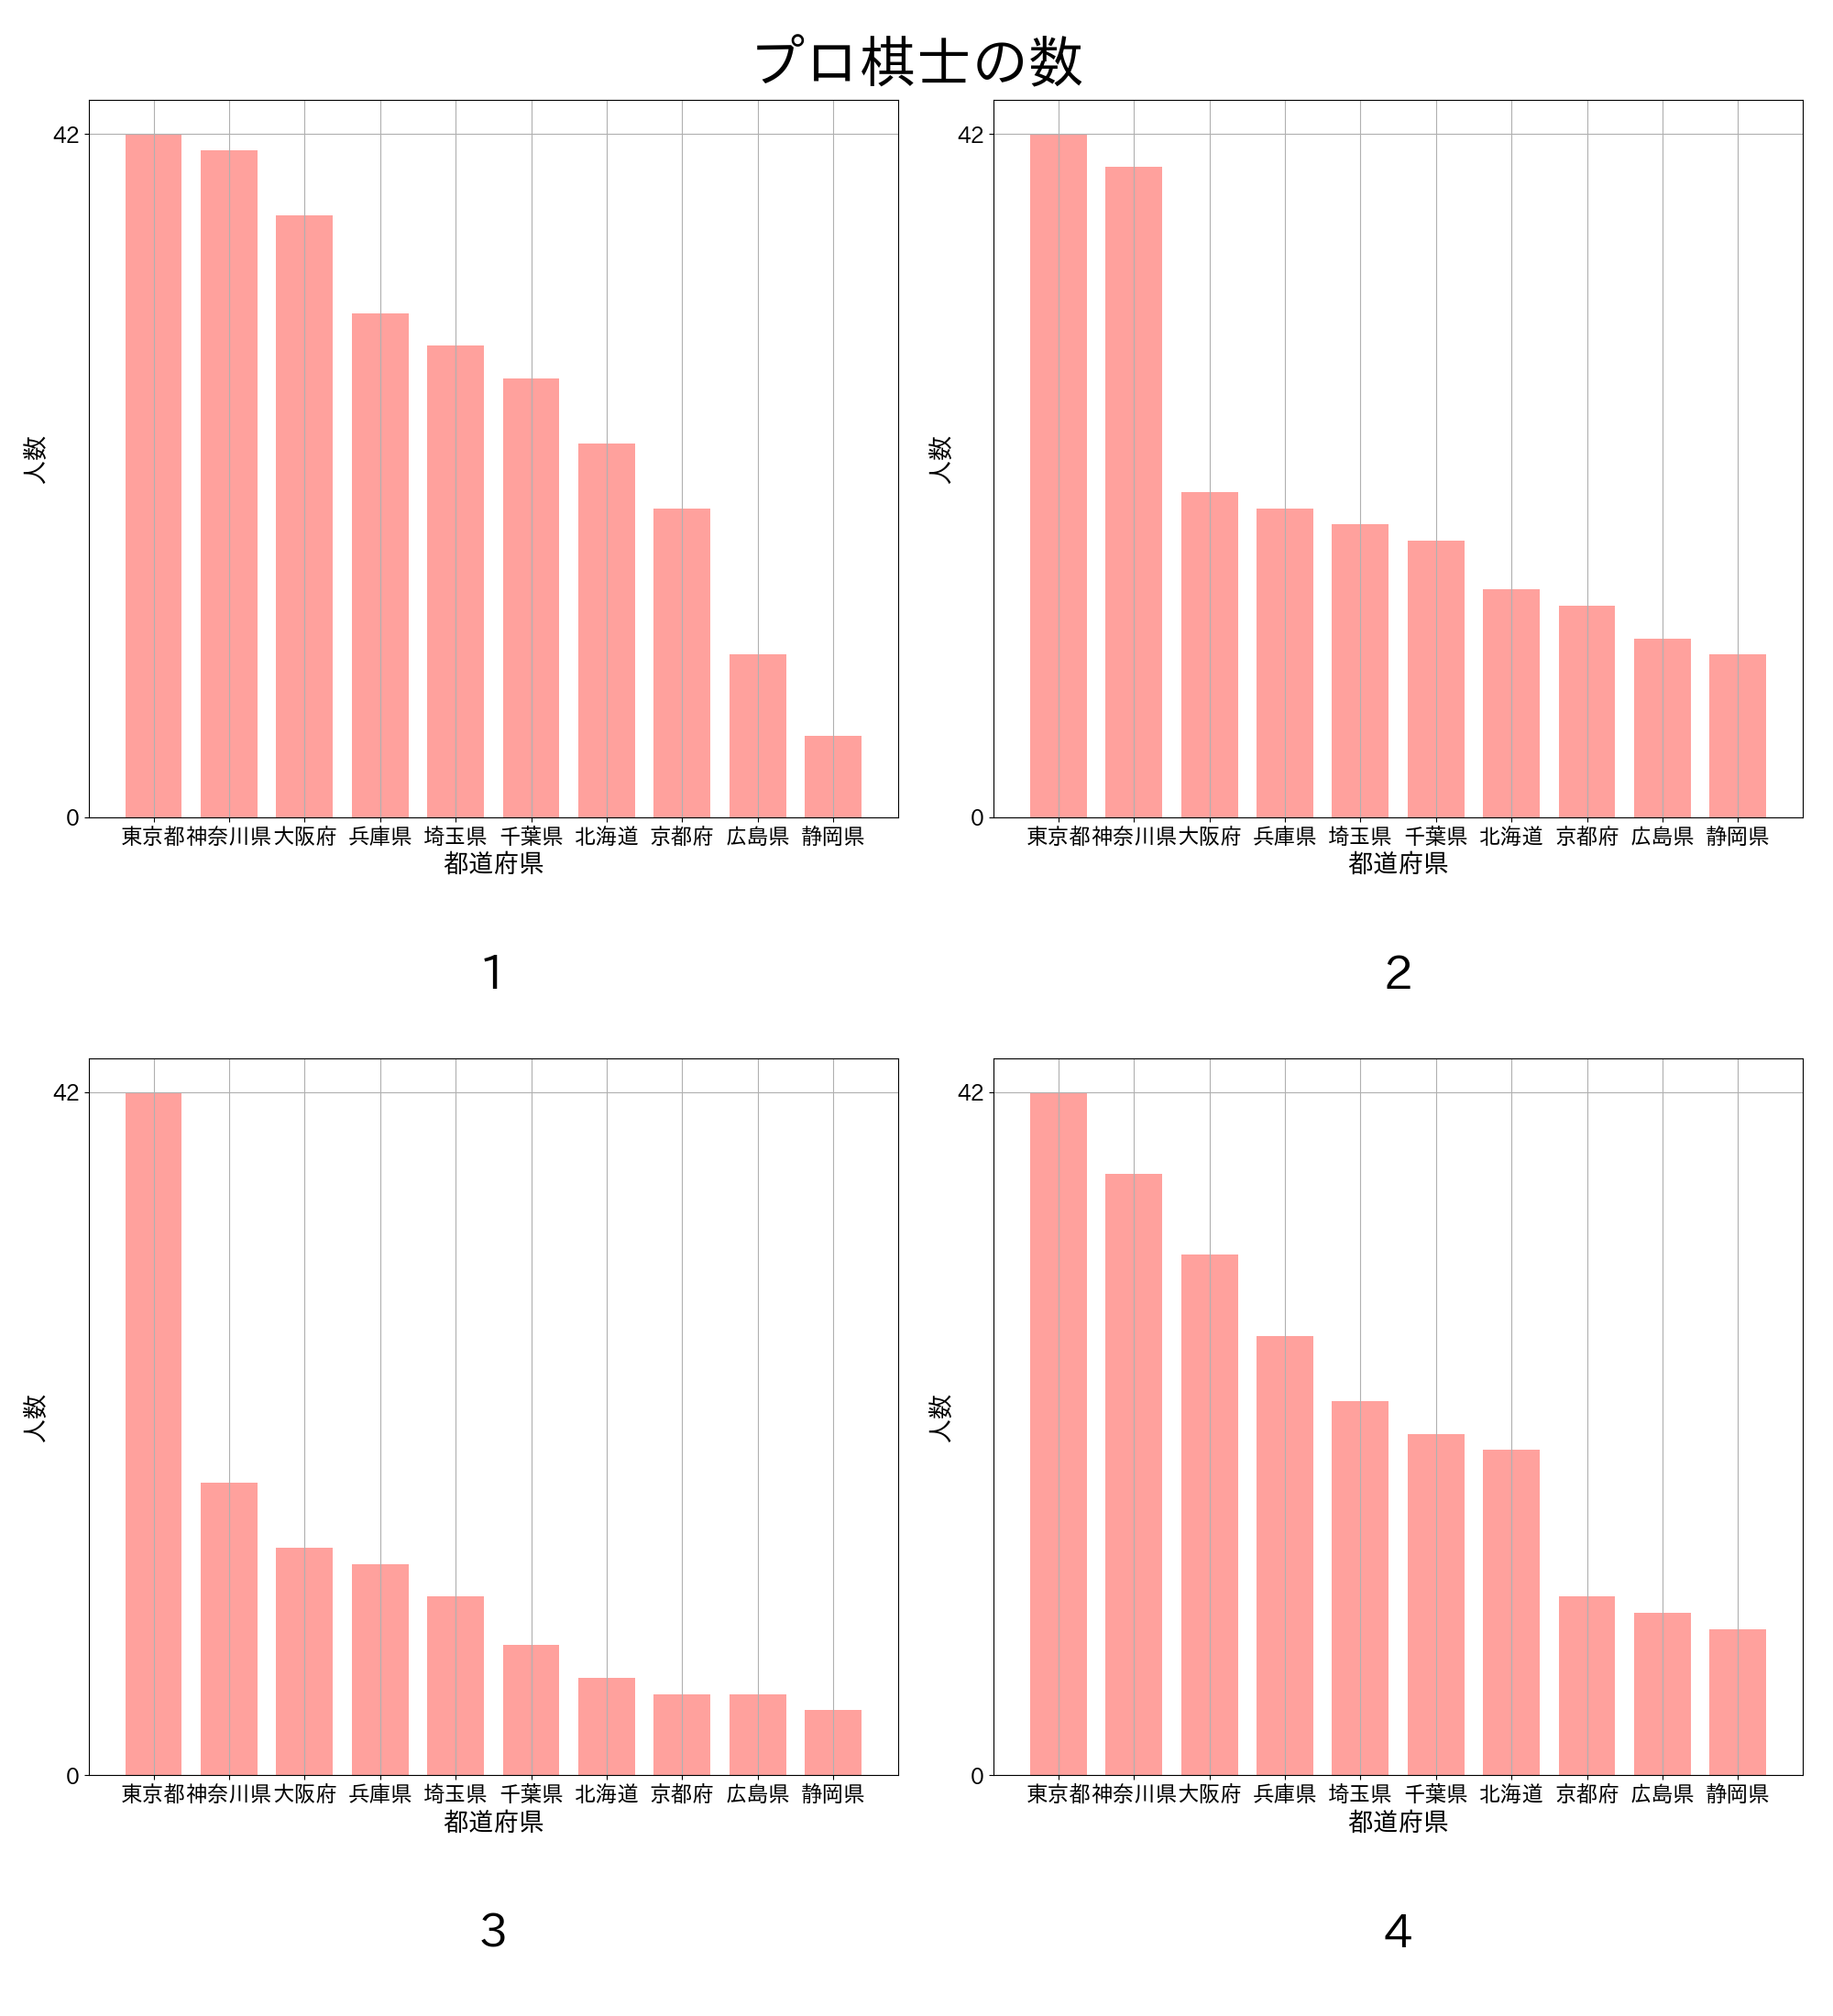 プロ棋士の数
42
0
人数
東京都 神奈川県 大阪府 兵庫県 埼玉県 千葉県 北海道 京都府 広島県 静岡県
都道府県
1
42
0
人数
東京都 神奈川県 大阪府 兵庫県 埼玉県 千葉県 北海道 京都府 広島県 静岡県
都道府県
2
42
0
人数
東京都 神奈川県 大阪府 兵庫県 埼玉県 千葉県 北海道 京都府 広島県 静岡県
都道府県
3
42
0
人数
東京都 神奈川県 大阪府 兵庫県 埼玉県 千葉県 北海道 京都府 広島県 静岡県
都道府県
4